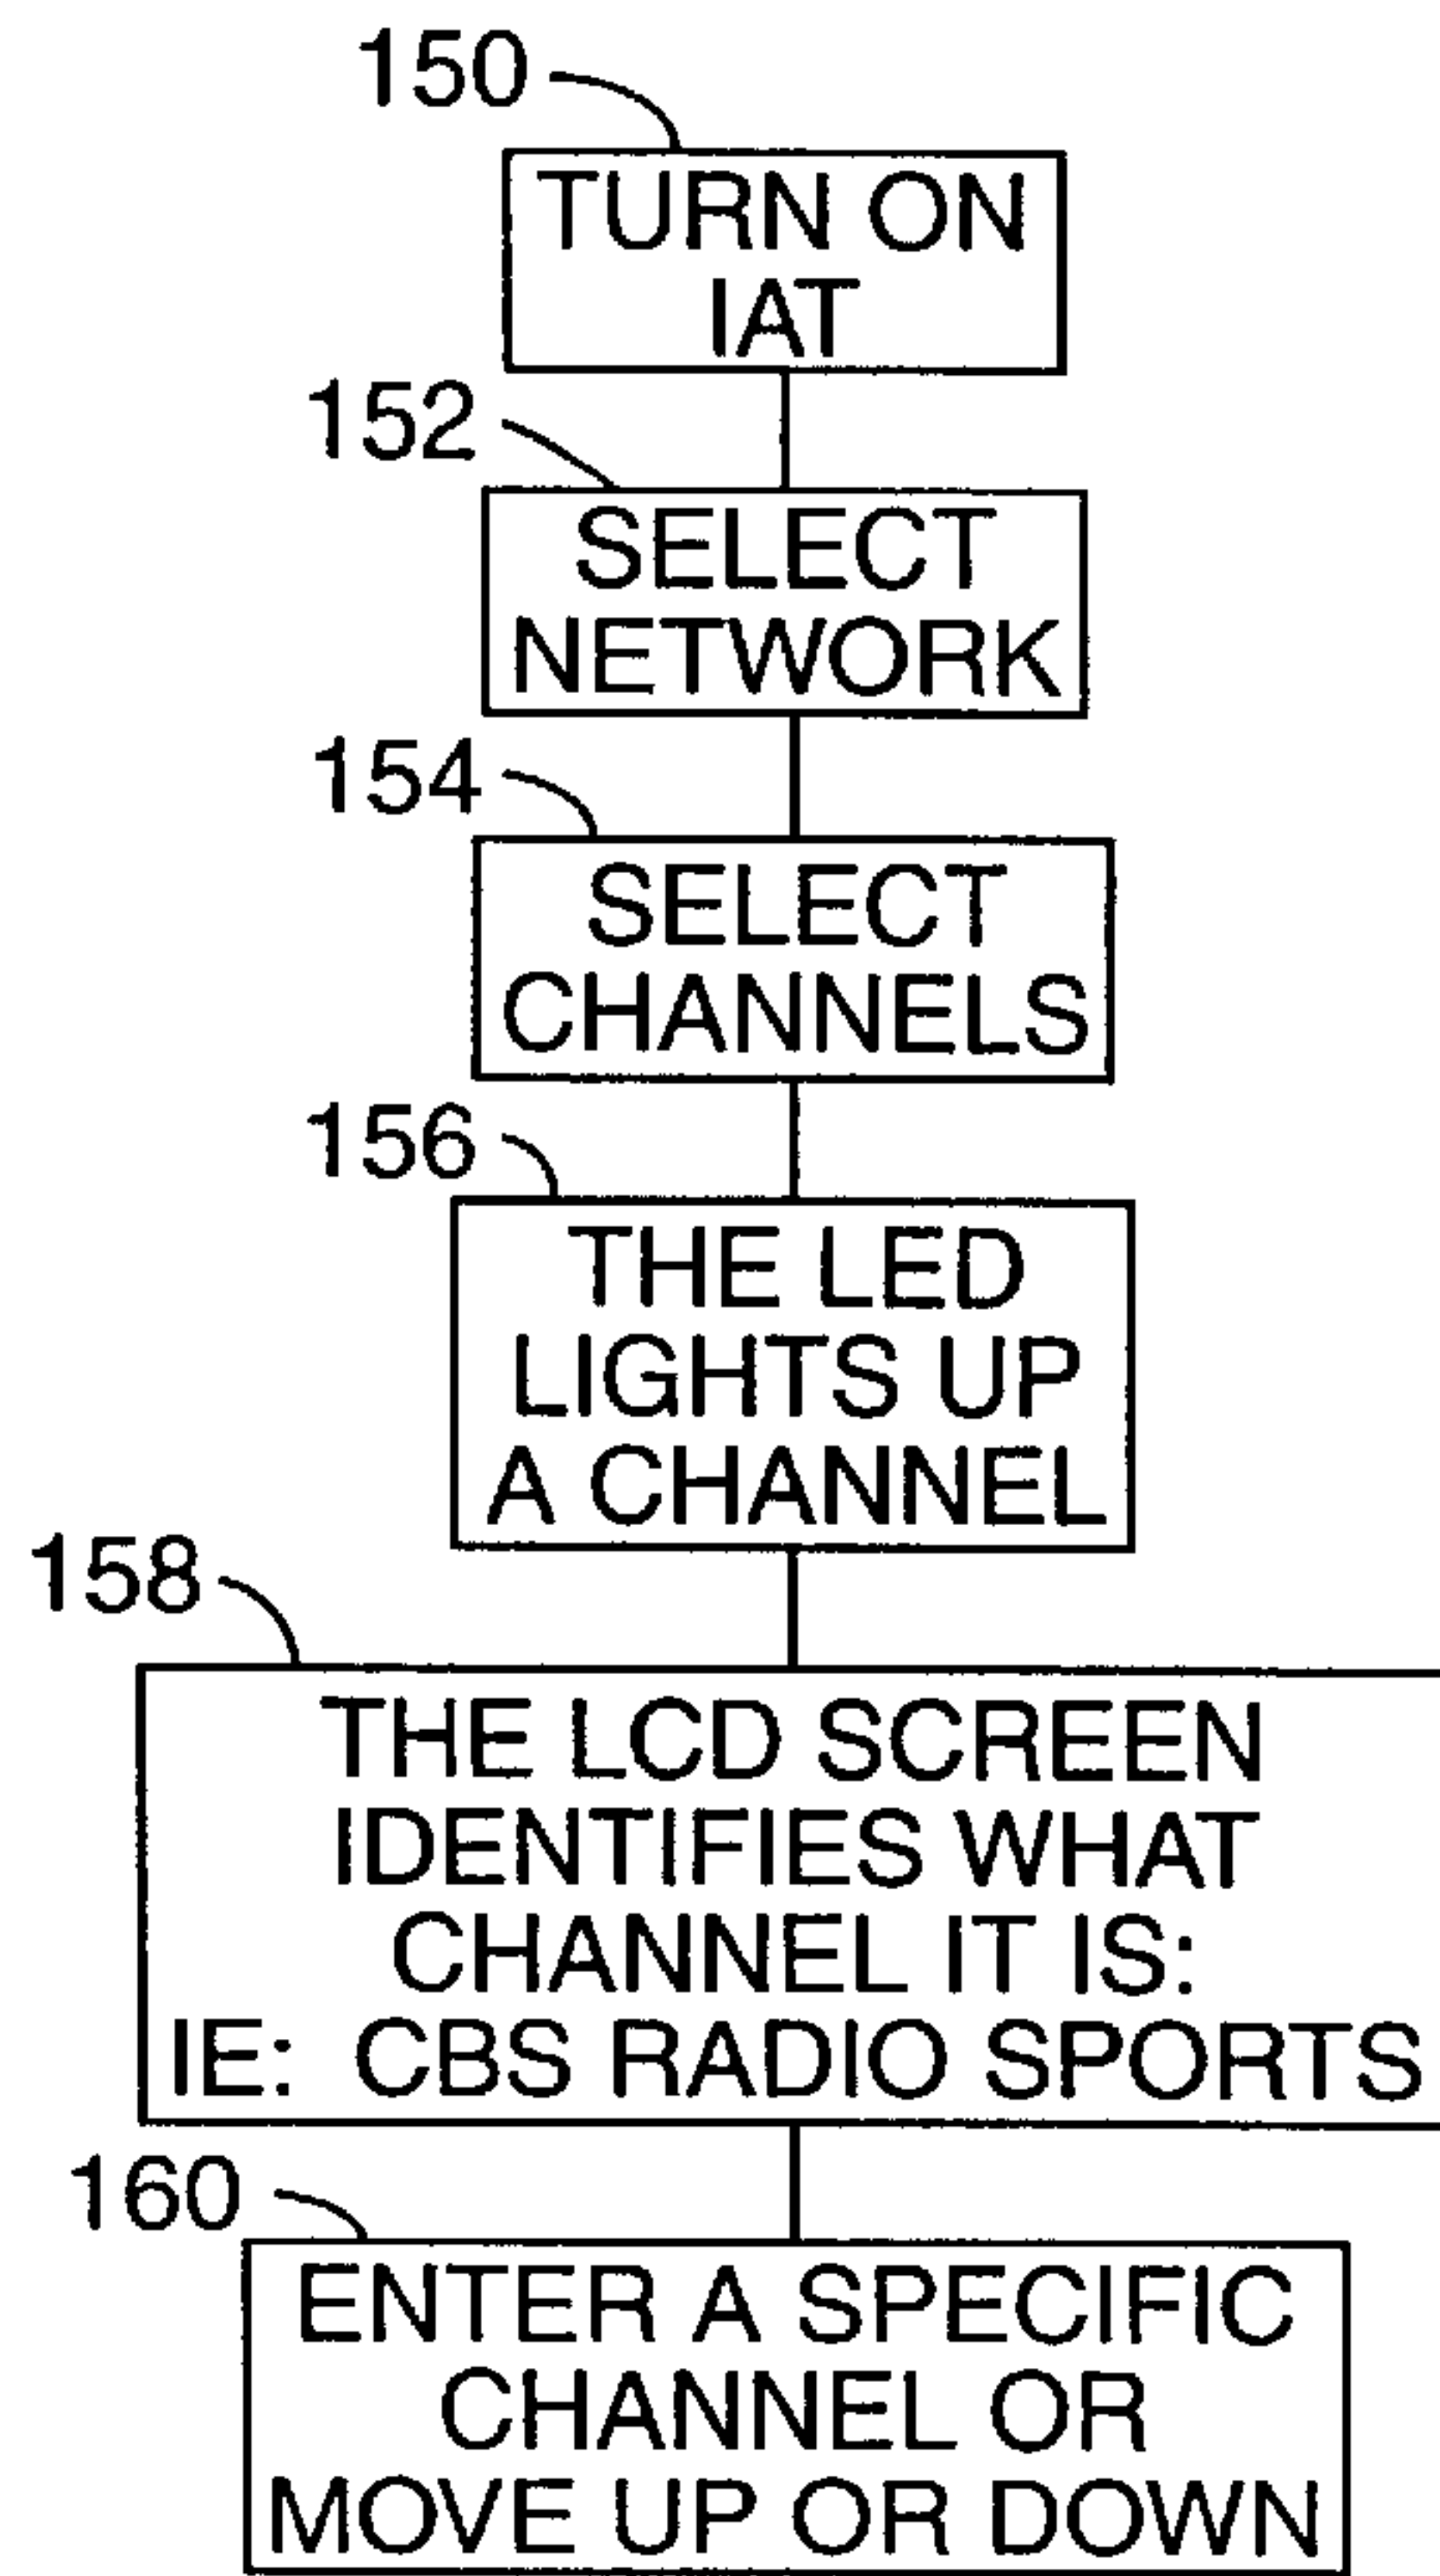 150
TURN ON
IAT
152
SELECT
NETWORK
154
SELECT
CHANNELS
156
THE LED
LIGHTS UP
A CHANNEL
158
THE LCD SCREEN
IDENTIFIES WHAT
CHANNEL IT IS:
IE: CBS RADIO SPORTS
160
ENTER A SPECIFIC
CHANNEL OR
MOVE UP OR DOWN